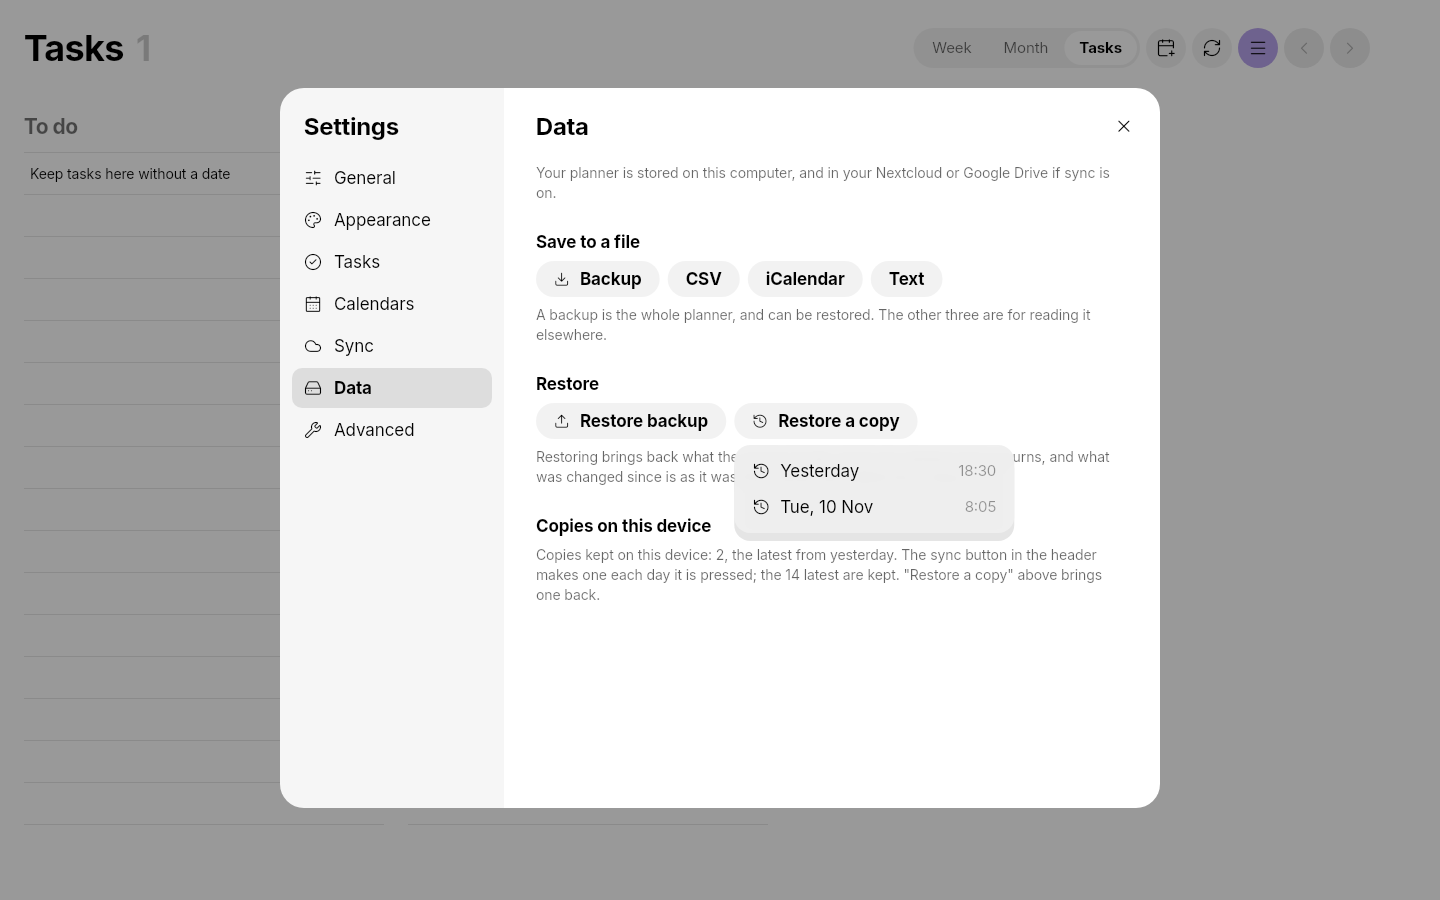 Tasks 1
Week
Month
Tasks
To do
Keep tasks here without a date
Settings
General
Appearance
Tasks
Calendars
Sync
Data
Advanced
Data
Your planner is stored on this computer, and in your Nextcloud or Google Drive if sync is
on.
Save to a file
Backup
CSV
iCalendar
Text
A backup is the whole planner, and can be restored. The other three are for reading it
elsewhere.
Restore
Restore backup
Restore a copy
Restoring brings back what and what
was changed since is as it was
Yesterday 18:30
Tue, 10 Nov 8:05
Copies on this device
Copies kept on this device: 2, the latest from yesterday. The sync button in the header
makes one each day it is pressed; the 14 latest are kept. "Restore a copy" above brings
one back.